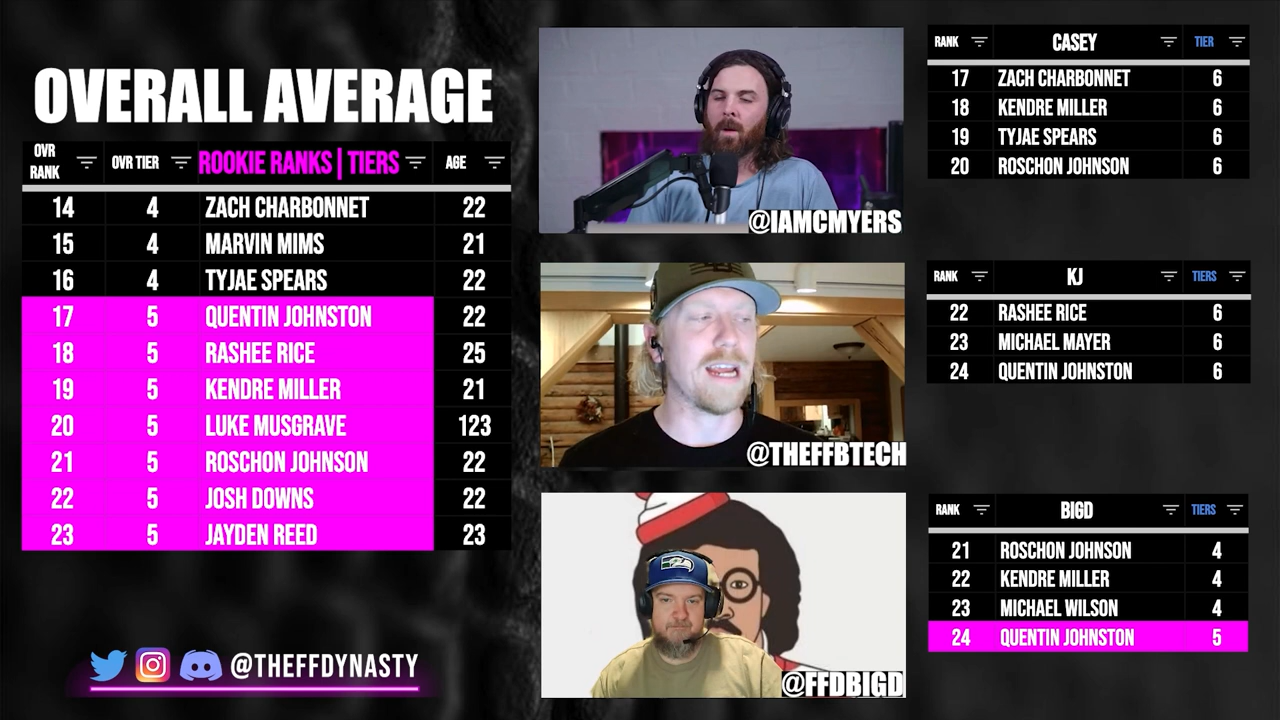 OVERALL AVERAGE
OVR RANK OVR TIER ROOKIE RANKS | TIERS AGE
14 4 ZACH CHARBONNET 22
15 4 MARVIN MIMS 21
16 4 TYJAE SPEARS 22
17 5 QUENTIN JOHNSTON 22
18 5 RASHEE RICE 25
19 5 KENDRE MILLER 21
20 5 LUKE MUSGRAVE 123
21 5 ROSCHON JOHNSON 22
22 5 JOSH DOWNS 22
23 5 JAYDEN REED 23
@THEFFDYNASTY
@IAMCMYERS
@THEFFBTECH
@FFDBIGD
RANK CASEY TIER
17 ZACH CHARBONNET 6
18 KENDRE MILLER 6
19 TYJAE SPEARS 6
20 ROSCHON JOHNSON 6
RANK KJ TIERS
22 RASHEE RICE 6
23 MICHAEL MAYER 6
24 QUENTIN JOHNSTON 6
RANK BIGD TIERS
21 ROSCHON JOHNSON 4
22 KENDRE MILLER 4
23 MICHAEL WILSON 4
24 QUENTIN JOHNSTON 5